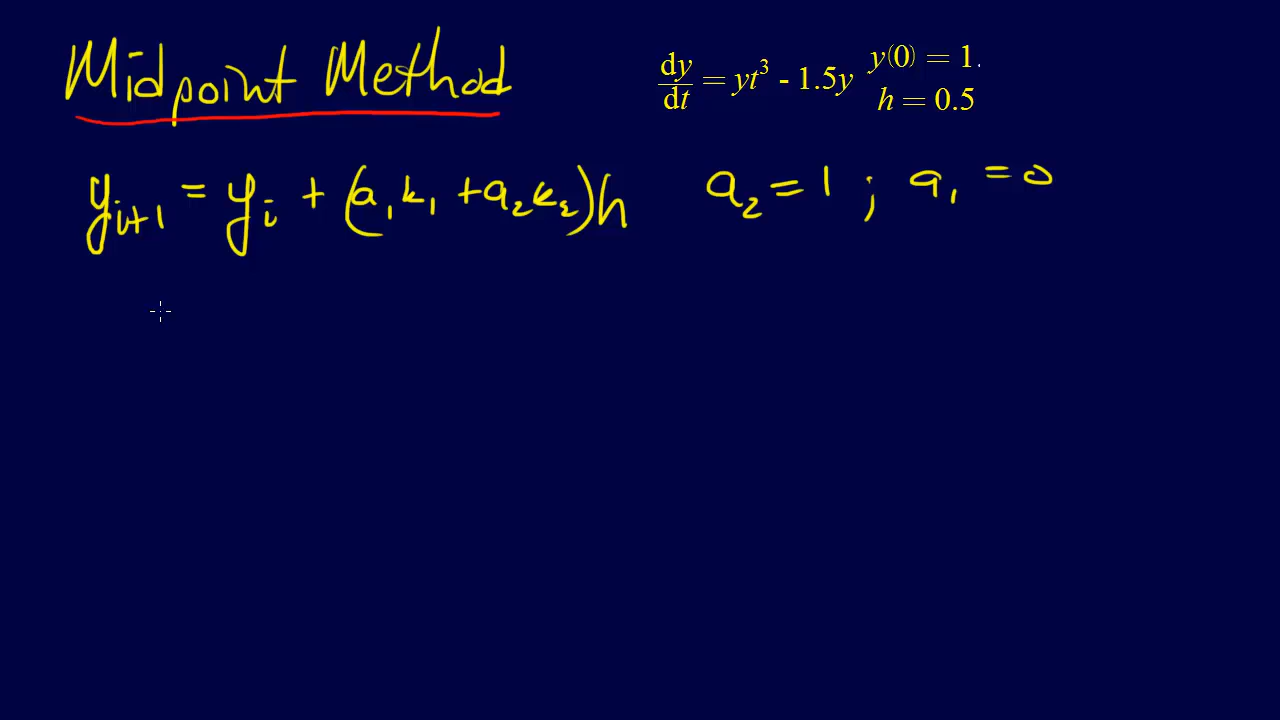 Midpoint Method
dy/dt = yt³ - 1.5y
y(0) = 1.
h = 0.5
yᵢ₊₁ = yᵢ + (a₁k₁ + a₂k₂)h    a₂ = 1 ; a₁ = 0